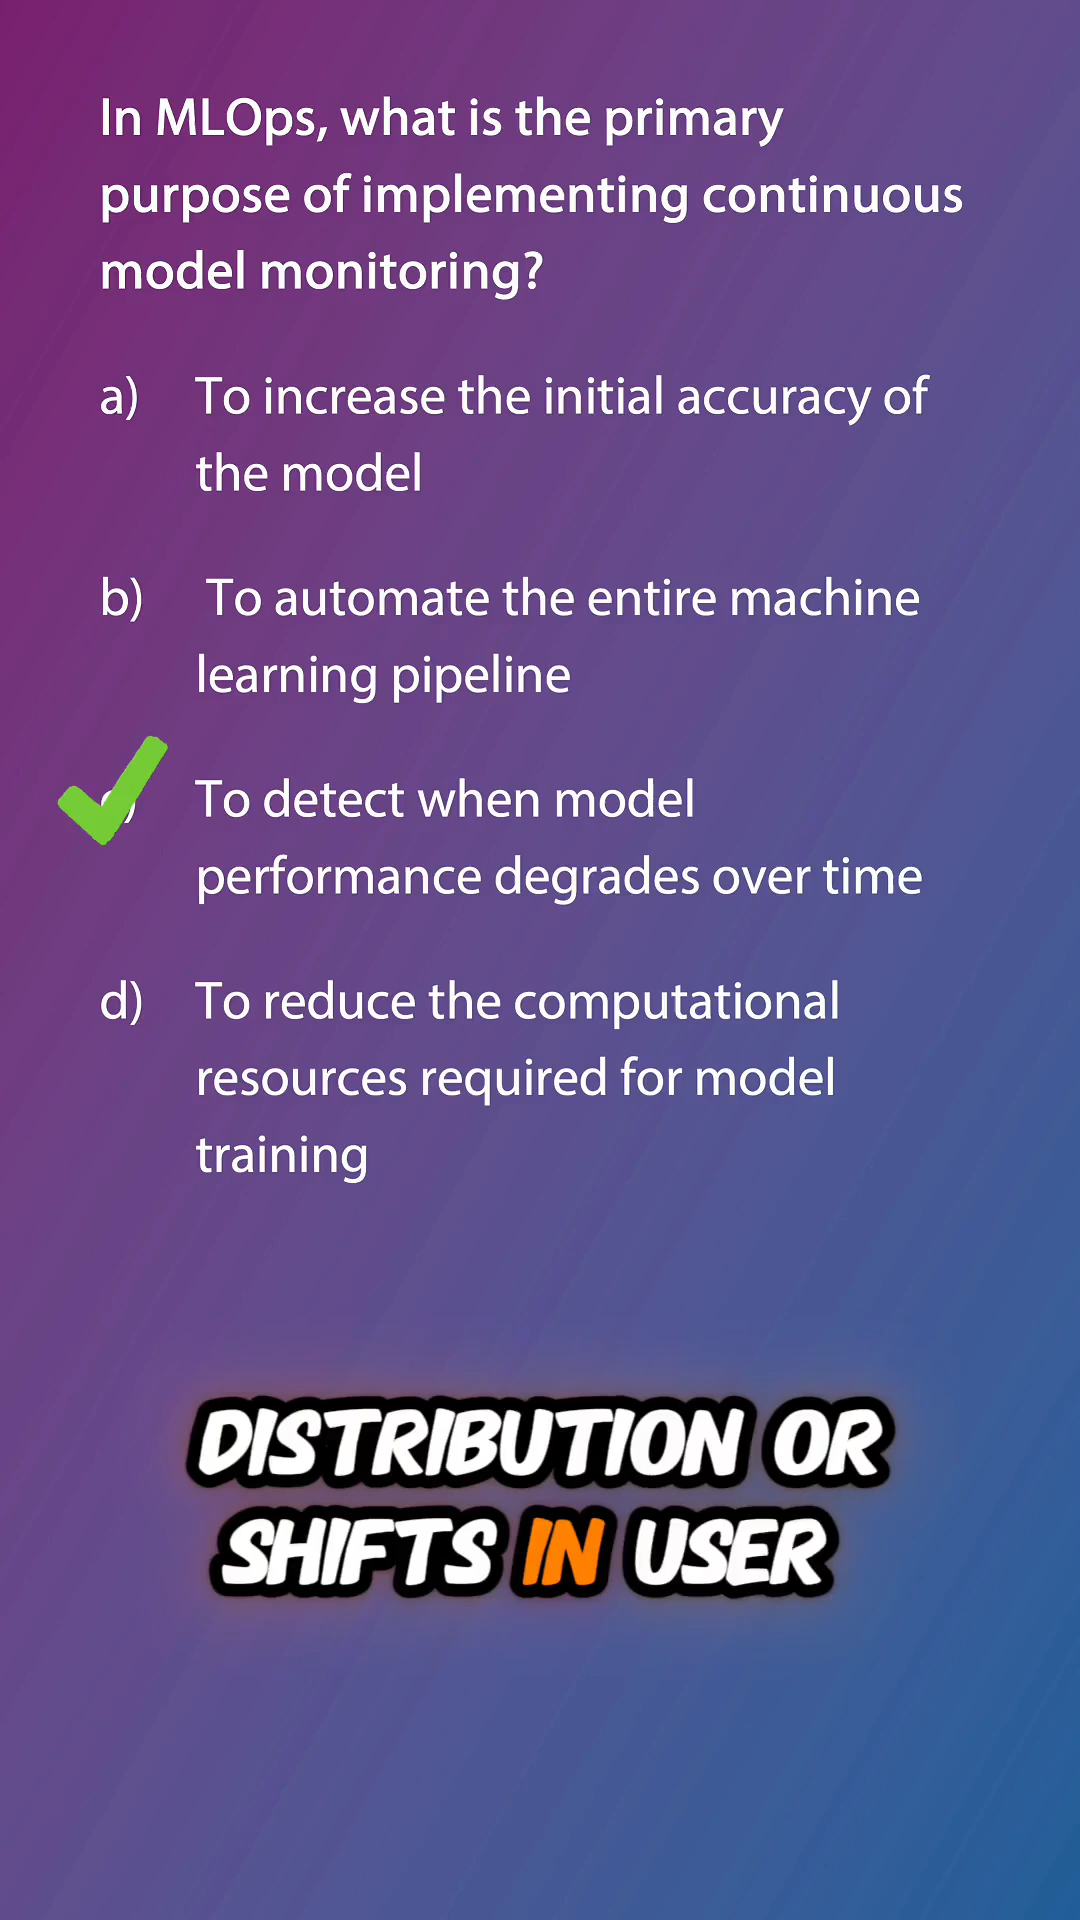 In MLOps, what is the primary
purpose of implementing continuous
model monitoring?
a) To increase the initial accuracy of
the model
b) To automate the entire machine
learning pipeline
To detect when model
performance degrades over time
d) To reduce the computational
resources required for model
training
DISTRIBUTION OR
SHIFTS IN USER